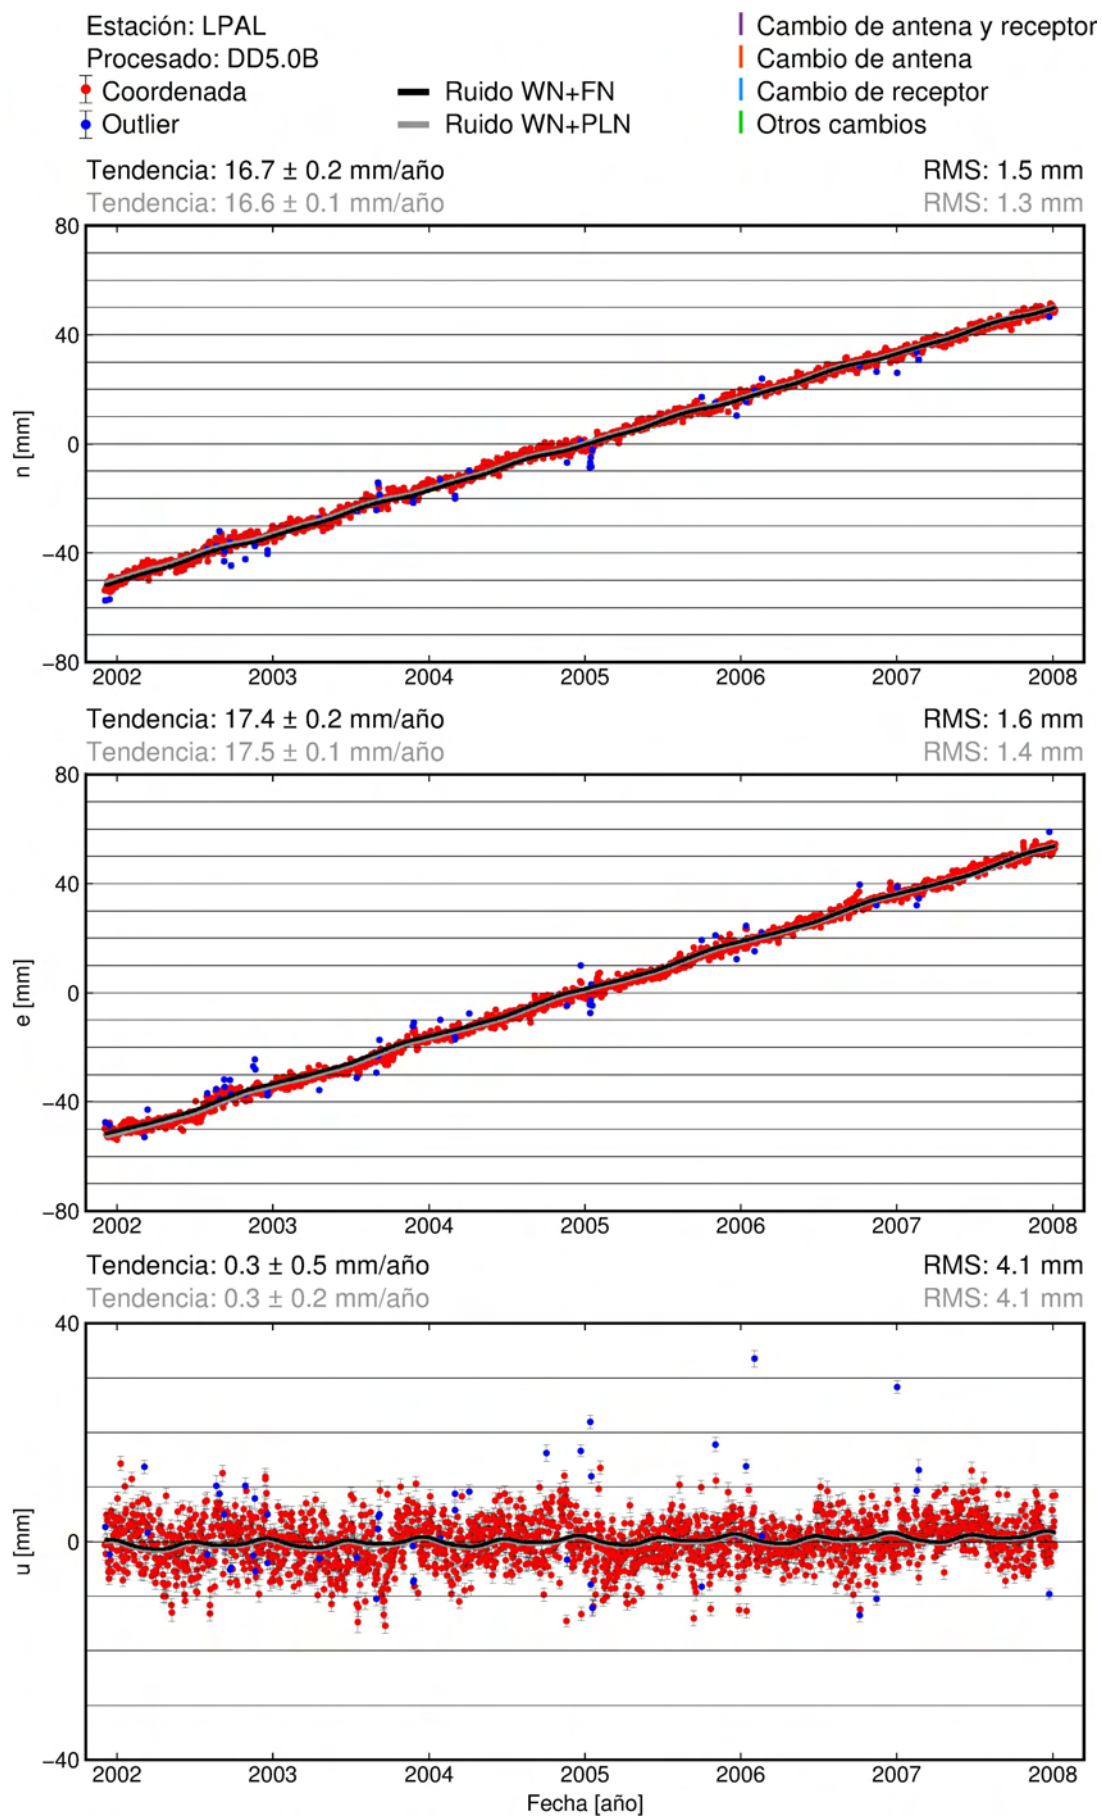 Estación: LPAL
Procesado: DD5.0B
Coordenada
Outlier
Ruido WN+FN
Ruido WN+PLN
Cambio de antena y receptor
Cambio de antena
Cambio de receptor
Otros cambios
Tendencia: 16.7 ± 0.2 mm/año RMS: 1.5 mm
Tendencia: 16.6 ± 0.1 mm/año RMS: 1.3 mm
80
40
0
−40
−80
n [mm]
2002 2003 2004 2005 2006 2007 2008
Tendencia: 17.4 ± 0.2 mm/año RMS: 1.6 mm
Tendencia: 17.5 ± 0.1 mm/año RMS: 1.4 mm
80
40
0
−40
−80
e [mm]
2002 2003 2004 2005 2006 2007 2008
Tendencia: 0.3 ± 0.5 mm/año RMS: 4.1 mm
Tendencia: 0.3 ± 0.2 mm/año RMS: 4.1 mm
40
0
−40
u [mm]
2002 2003 2004 2005 2006 2007 2008
Fecha [año]